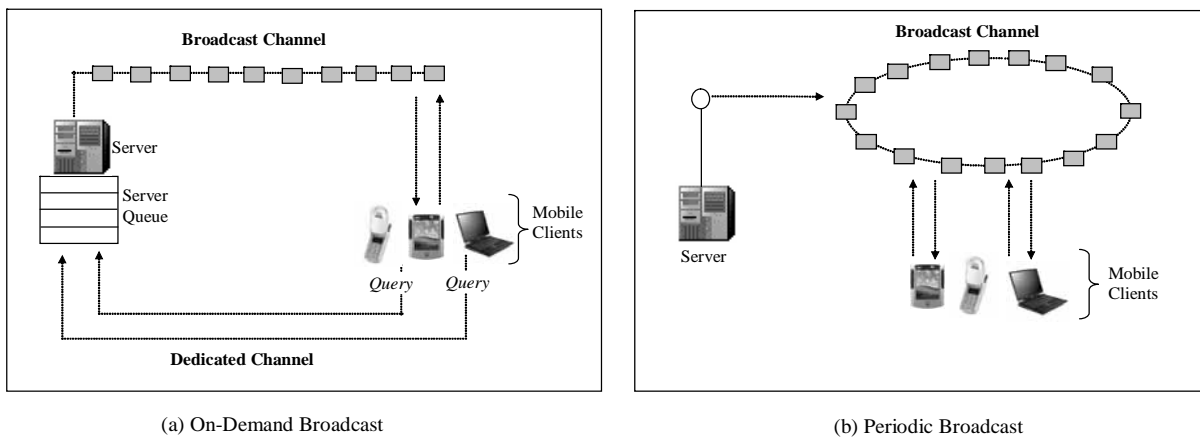 Broadcast Channel
Server
Server
Queue
Mobile
Clients
Query
Query
Dedicated Channel
(a) On-Demand Broadcast
Broadcast Channel
Server
Mobile
Clients
(b) Periodic Broadcast